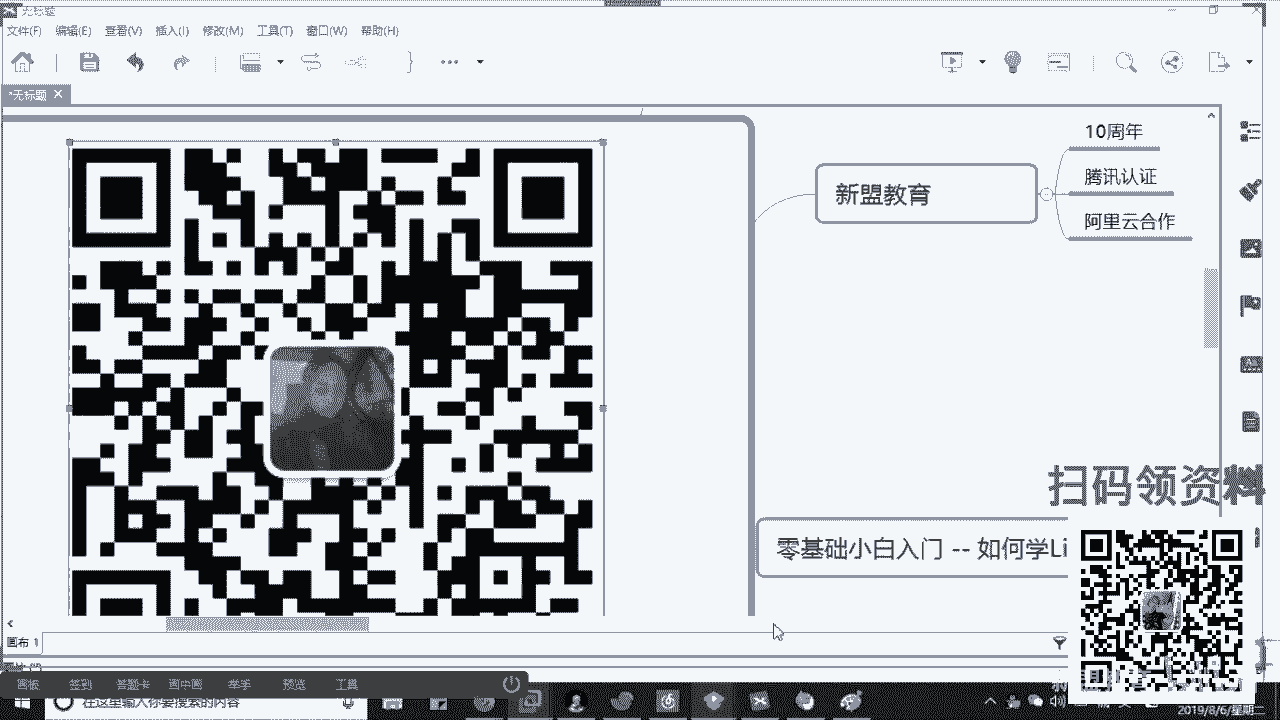 无标题
文件(F) 编辑(E) 查看(V) 插入(I) 修改(M) 工具(T) 窗口(W) 帮助(H)
*无标题
10周年
新盟教育
腾讯认证
阿里云合作
扫码领资料
零基础小白入门 -- 如何学Li
画布 1
画板 签到 答题卡 画中画 举手 预览 工具
在这里输入你要搜索的内容
2019/8/6/星期二